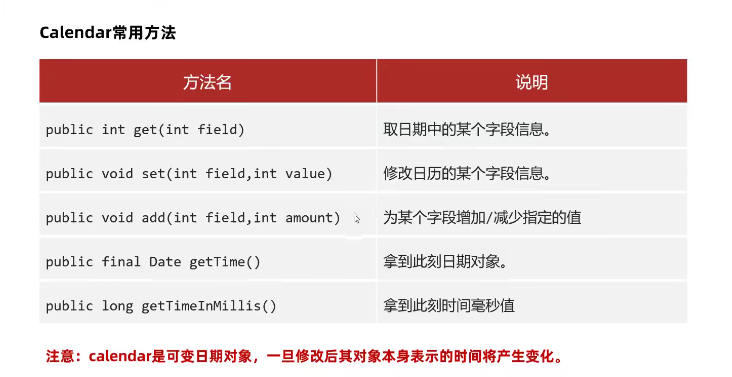 Calendar常用方法
方法名 说明
public int get(int field) 取日期中的某个字段信息。
public void set(int field,int value) 修改日历的某个字段信息。
public void add(int field,int amount) 为某个字段增加/减少指定的值
public final Date getTime() 拿到此刻日期对象。
public long getTimeInMillis() 拿到此刻时间毫秒值
注意：calendar是可变日期对象，一旦修改后其对象本身表示的时间将产生变化。